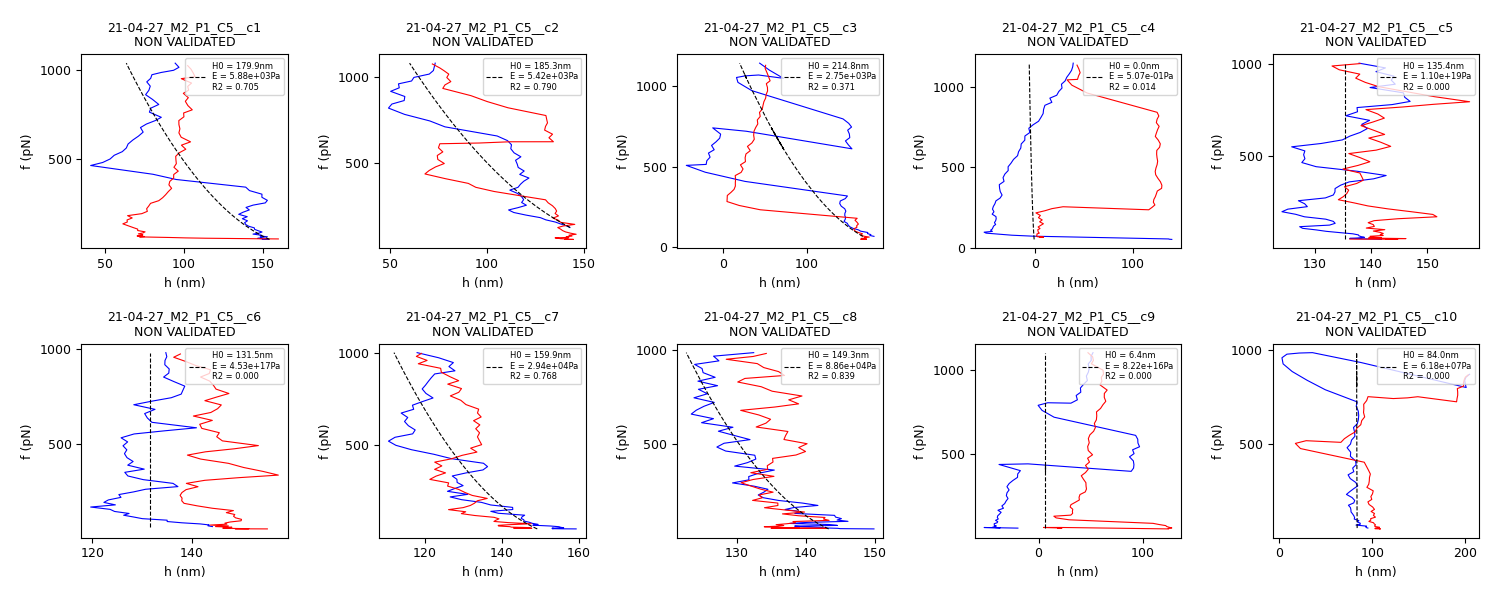 21-04-27_M2_P1_C5__c1
NON VALIDATED
H0 = 179.9nm
E = 5.88e+03Pa
R2 = 0.705
1000
500
f (pN)
50
100
150
h (nm)
21-04-27_M2_P1_C5__c2
NON VALIDATED
H0 = 185.3nm
E = 5.42e+03Pa
R2 = 0.790
1000
500
f (pN)
50
100
150
h (nm)
21-04-27_M2_P1_C5__c3
NON VALIDATED
H0 = 214.8nm
E = 2.75e+03Pa
R2 = 0.371
1000
500
0
f (pN)
0
100
h (nm)
21-04-27_M2_P1_C5__c4
NON VALIDATED
H0 = 0.0nm
E = 5.07e-01Pa
R2 = 0.014
1000
500
0
f (pN)
0
100
h (nm)
21-04-27_M2_P1_C5__c5
NON VALIDATED
H0 = 135.4nm
E = 1.10e+19Pa
R2 = 0.000
1000
500
f (pN)
130
140
150
h (nm)
21-04-27_M2_P1_C5__c6
NON VALIDATED
H0 = 131.5nm
E = 4.53e+17Pa
R2 = 0.000
1000
500
f (pN)
120
140
h (nm)
21-04-27_M2_P1_C5__c7
NON VALIDATED
H0 = 159.9nm
E = 2.94e+04Pa
R2 = 0.768
1000
500
f (pN)
120
140
160
h (nm)
21-04-27_M2_P1_C5__c8
NON VALIDATED
H0 = 149.3nm
E = 8.86e+04Pa
R2 = 0.839
1000
500
f (pN)
130
140
150
h (nm)
21-04-27_M2_P1_C5__c9
NON VALIDATED
H0 = 6.4nm
E = 8.22e+16Pa
R2 = 0.000
1000
500
f (pN)
0
100
h (nm)
21-04-27_M2_P1_C5__c10
NON VALIDATED
H0 = 84.0nm
E = 6.18e+07Pa
R2 = 0.000
1000
500
f (pN)
0
100
200
h (nm)